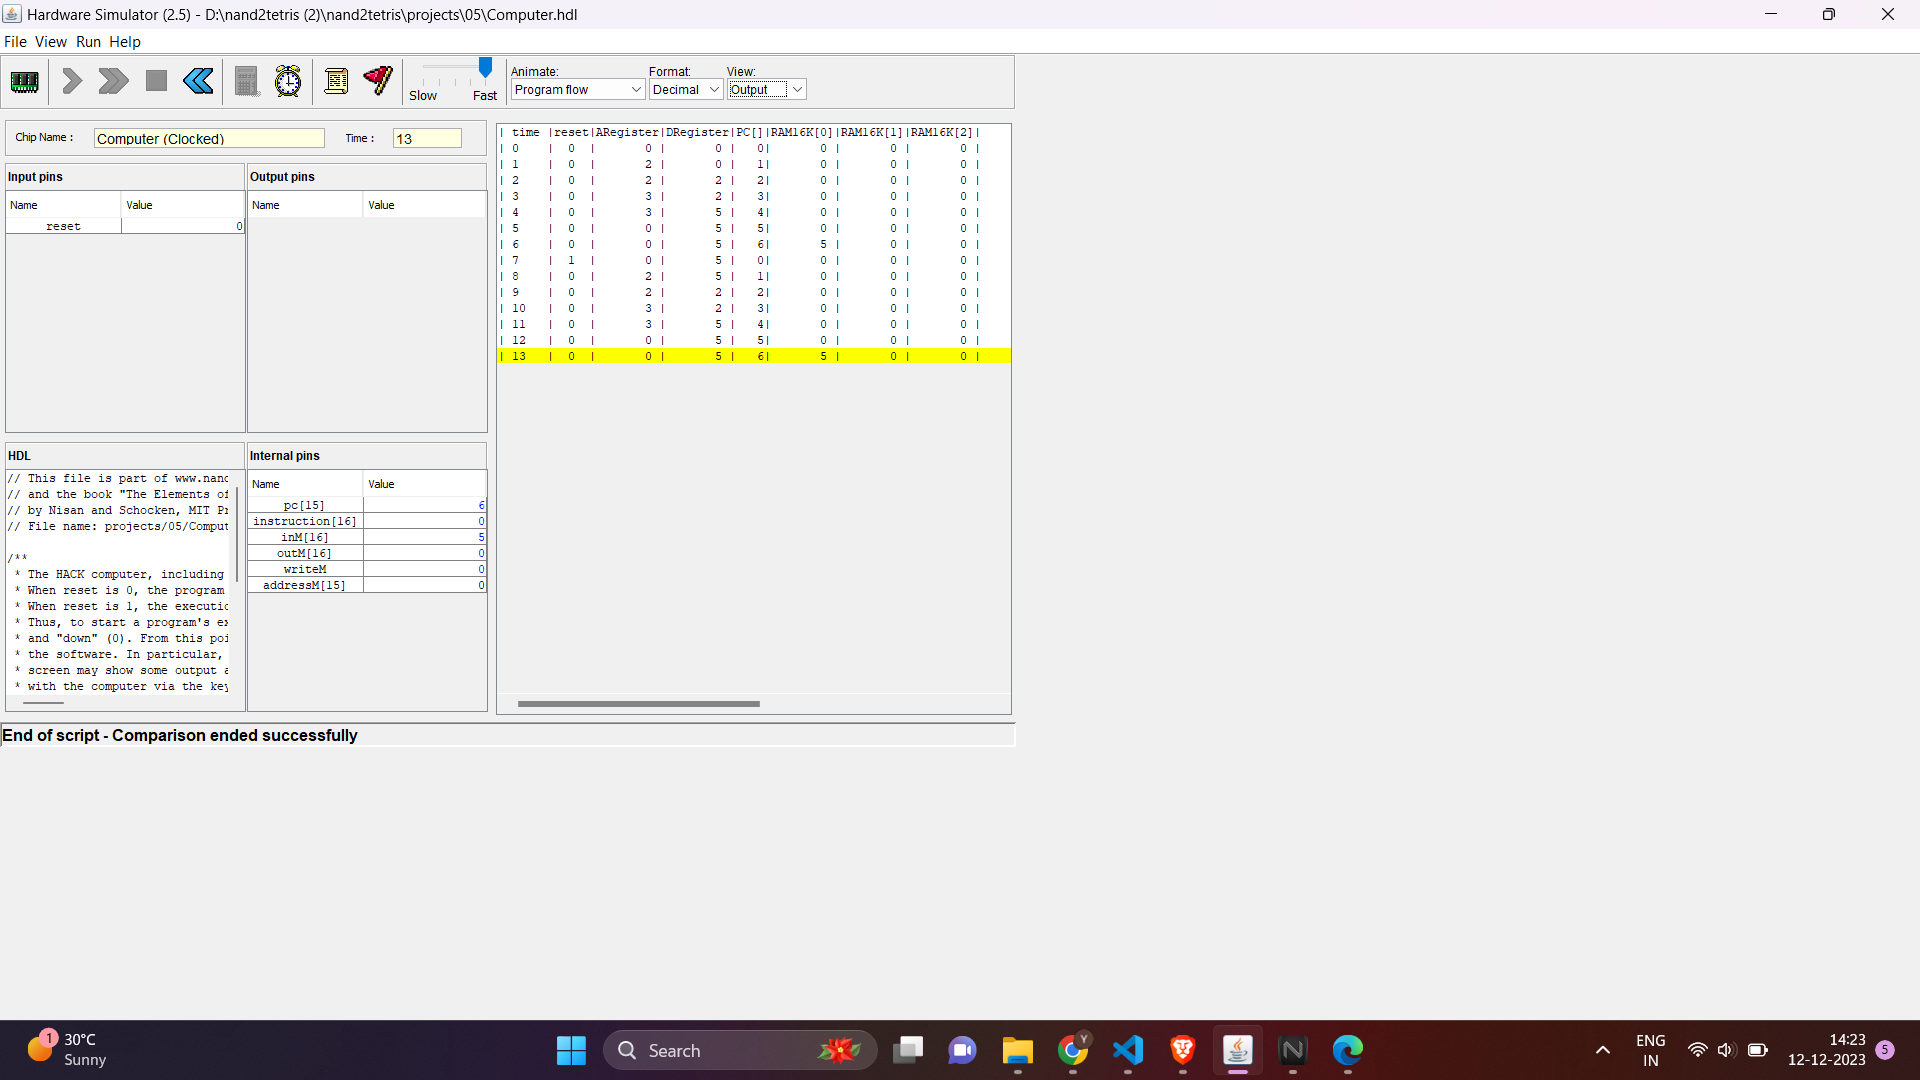 Hardware Simulator (2.5) - D:\nand2tetris (2)\nand2tetris\projects\05\Computer.hdl
File View Run Help
Slow Fast
Animate: Format: View:
Program flow Decimal Output
Chip Name : Computer (Clocked) Time : 13
Input pins
Name Value
reset 0
Output pins
Name Value
| time |reset|ARegister|DRegister|PC[]|RAM16K[0]|RAM16K[1]|RAM16K[2]|
| 0 | 0 | 0 | 0 | 0| 0 | 0 | 0 |
| 1 | 0 | 2 | 0 | 1| 0 | 0 | 0 |
| 2 | 0 | 2 | 2 | 2| 0 | 0 | 0 |
| 3 | 0 | 3 | 2 | 3| 0 | 0 | 0 |
| 4 | 0 | 3 | 5 | 4| 0 | 0 | 0 |
| 5 | 0 | 0 | 5 | 5| 0 | 0 | 0 |
| 6 | 0 | 0 | 5 | 6| 5 | 0 | 0 |
| 7 | 1 | 0 | 5 | 0| 0 | 0 | 0 |
| 8 | 0 | 2 | 5 | 1| 0 | 0 | 0 |
| 9 | 0 | 2 | 2 | 2| 0 | 0 | 0 |
| 10 | 0 | 3 | 2 | 3| 0 | 0 | 0 |
| 11 | 0 | 3 | 5 | 4| 0 | 0 | 0 |
| 12 | 0 | 0 | 5 | 5| 0 | 0 | 0 |
| 13 | 0 | 0 | 5 | 6| 5 | 0 | 0 |
HDL
// This file is part of www.nand
// and the book "The Elements of
// by Nisan and Schocken, MIT Pr
// File name: projects/05/Comput
/**
* The HACK computer, including
* When reset is 0, the program
* When reset is 1, the executio
* Thus, to start a program's ex
* and "down" (0). From this poi
* the software. In particular,
* screen may show some output a
* with the computer via the key
Internal pins
Name Value
pc[15] 6
instruction[16] 0
inM[16] 5
outM[16] 0
writeM 0
addressM[15] 0
End of script - Comparison ended successfully
1
30°C
Sunny
Search
Y
N
ENG
IN
14:23
12-12-2023
5